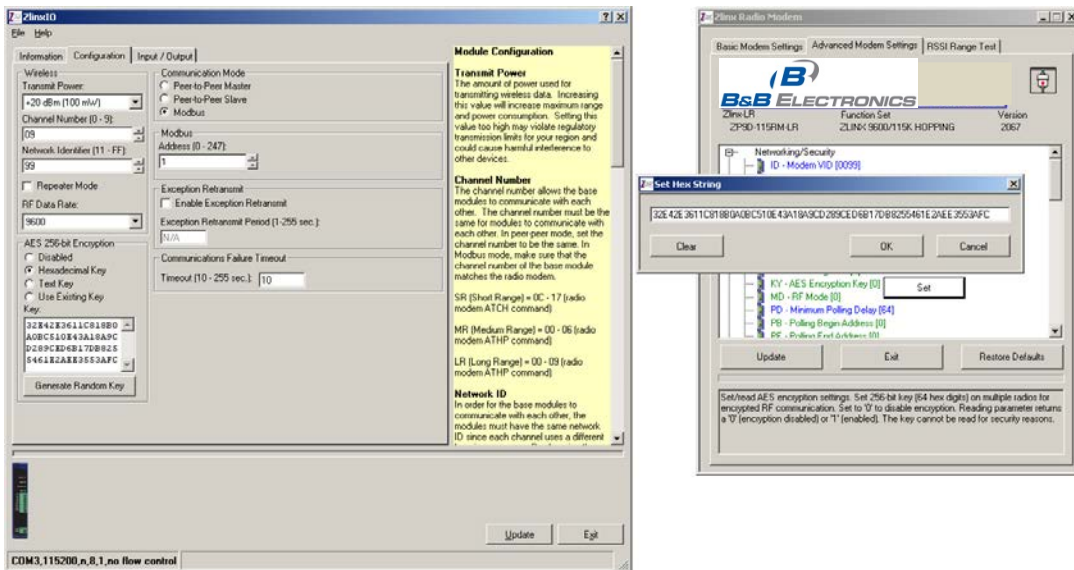 ZlinxIO
File Help
Information Configuration Input / Output
Wireless
Transmit Power:
+20 dBm (100 mW)
Channel Number (0 - 9):
09
Network Identifier (11 - FF):
99
Repeater Mode
RF Data Rate:
9600
AES 256-bit Encryption
Disabled
Hexadecimal Key
Text Key
Use Existing Key
Key:
32E42E3611C818B0
A0BC510E43A18A9C
D289CED6B17DB825
5461E2AEE3553AFC
Generate Random Key
Communication Mode
Peer-to-Peer Master
Peer-to-Peer Slave
Modbus
Modbus
Address (0 - 247):
1
Exception Retransmit
Enable Exception Retransmit
Exception Retransmit Period (1-255 sec.):
N/A
Communications Failure Timeout
Timeout (10 - 255 sec.): 10
Module Configuration
Transmit Power
The amount of power used for
transmitting wireless data. Increasing
this value will increase maximum range
and power consumption. Setting this
value too high may violate regulatory
transmission limits for your region and
could cause harmful interference to
other devices.
Channel Number
The channel number allows the base
modules to communicate with each
other. The channel number must be the
same for modules to communicate with
each other. In peer-peer mode, set the
channel number to be the same. In
Modbus mode, make sure that the
channel number of the base module
matches the radio modem.
SR (Short Range) = 0C - 17 (radio
modem ATCH command)
MR (Medium Range) = 00 - 06 (radio
modem ATHP command)
LR (Long Range) = 00 - 09 (radio
modem ATHP command)
Network ID
In order for the base modules to
communicate with each other, the
modules must have the same network
ID since each channel uses a different
Update Exit
COM3,115200,n,8,1,no flow control
Zlinx Radio Modem
Basic Modem Settings Advanced Modem Settings RSSI Range Test
B
B&B ELECTRONICS
Zlinx-LR Function Set Version
ZP9D-115RM-LR ZLINX 9600/115K HOPPING 2067
Networking/Security
ID - Modem VID [0099]
Set Hex String
32E42E3611C818B0A0BC510E43A18A9CD289CED6B17DB8255461E2AEE3553AFC
Clear OK Cancel
KY - AES Encryption Key [0] Set
MD - RF Mode [0]
PD - Minimum Polling Delay [64]
PB - Polling Begin Address [0]
PE - Polling End Address [0]
Update Exit Restore Defaults
Set/read AES encryption settings. Set 256-bit key (64 hex digits) on multiple radios for
encrypted RF communication. Set to '0' to disable encryption. Reading parameter returns
a '0' (encryption disabled) or '1' (enabled). The key cannot be read for security reasons.